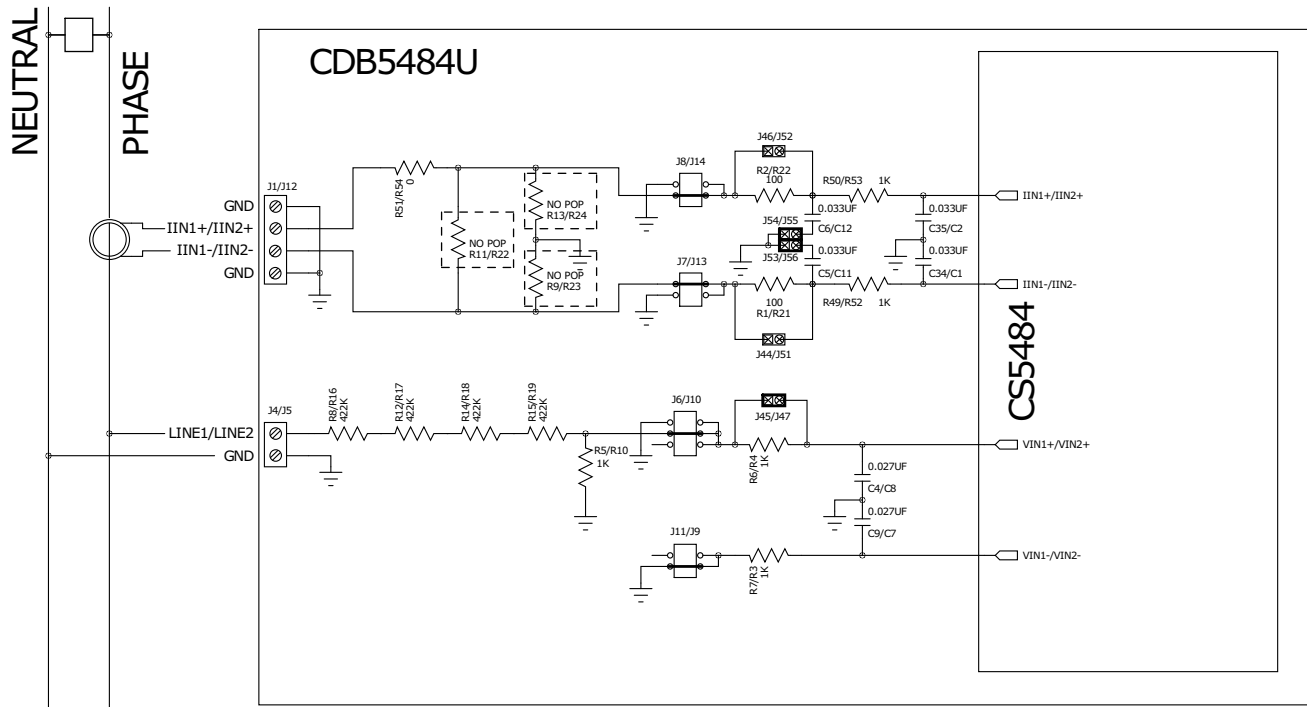 NEUTRAL
PHASE
CDB5484U
J1/J12
GND
IIN1+/IIN2+
IIN1-/IIN2-
GND
R51/R54
0
NO POP
R11/R22
NO POP
R13/R24
NO POP
R9/R23
J8/J14
J7/J13
J46/J52
R2/R22
100
R50/R53
1K
0.033UF
C6/C12
J54/J55
J53/J56
0.033UF
C5/C11
0.033UF
C35/C2
0.033UF
C34/C1
100
R1/R21
R49/R52
1K
J44/J51
IIN1+/IIN2+
IIN1-/IIN2-
CS5484
J4/J5
LINE1/LINE2
GND
R8/R16
422K
R12/R17
422K
R14/R18
422K
R15/R19
422K
R5/R10
1K
J6/J10
J45/J47
R6/R4
1K
0.027UF
C4/C8
0.027UF
C9/C7
J11/J9
R7/R3
1K
VIN1+/VIN2+
VIN1-/VIN2-